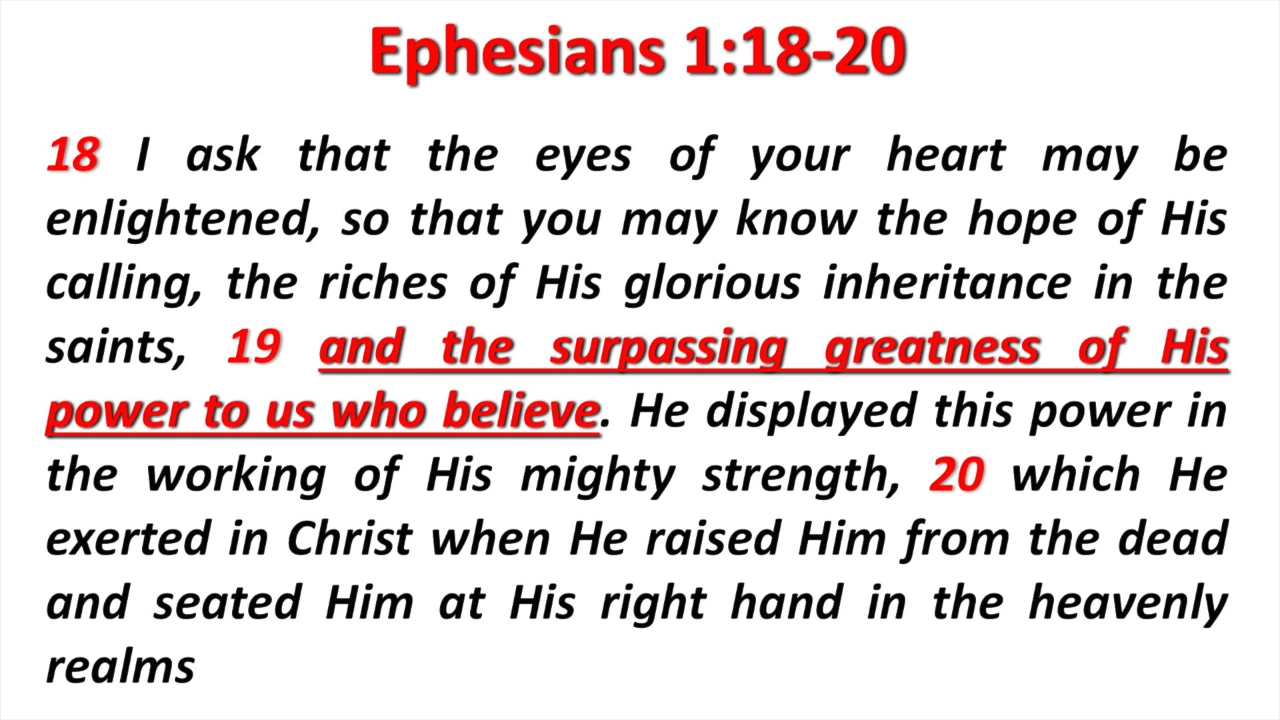 Ephesians 1:18-20
18 I ask that the eyes of your heart may be
enlightened, so that you may know the hope of His
calling, the riches of His glorious inheritance in the
saints, 19 and the surpassing greatness of His
power to us who believe. He displayed this power in
the working of His mighty strength, 20 which He
exerted in Christ when He raised Him from the dead
and seated Him at His right hand in the heavenly
realms